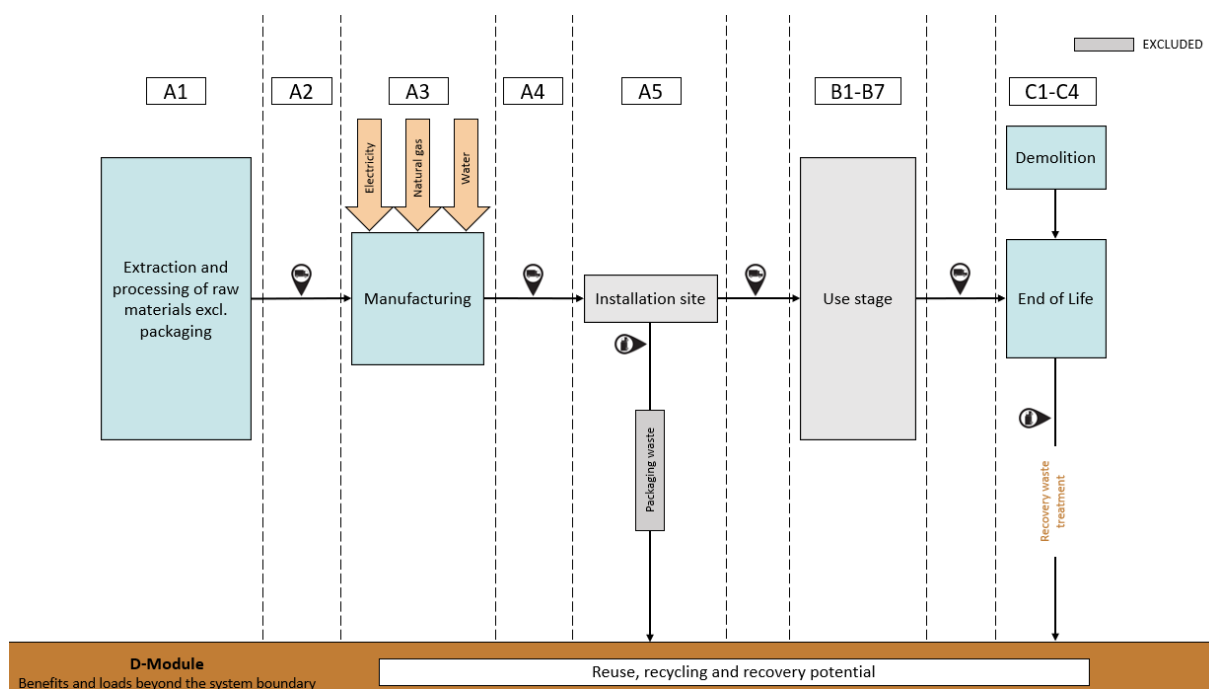 EXCLUDED
A1
A2
A3
A4
A5
B1-B7
C1-C4
Electricity
Natural gas
Water
Demolition
Extraction and
processing of raw
materials excl.
packaging
Manufacturing
Installation site
Use stage
End of Life
Packaging waste
Recovery waste
treatment
D-Module
Benefits and loads beyond the system boundary
Reuse, recycling and recovery potential